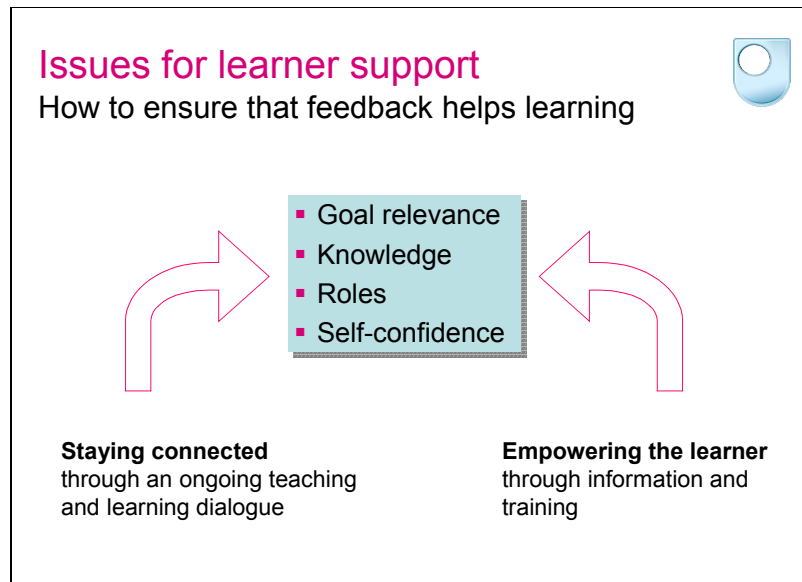 Issues for learner support
How to ensure that feedback helps learning
▪ Goal relevance
▪ Knowledge
▪ Roles
▪ Self-confidence
Staying connected
through an ongoing teaching
and learning dialogue
Empowering the learner
through information and
training